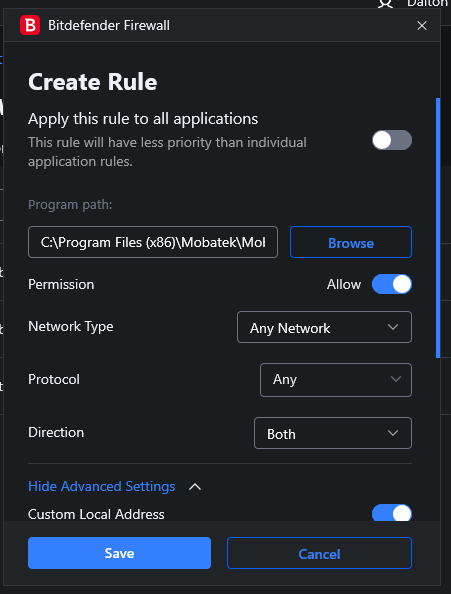 Dalton
Bitdefender Firewall
Create Rule
Apply this rule to all applications
This rule will have less priority than individual
application rules.
Program path:
C:\Program Files (x86)\Mobatek\Mol
Browse
Permission
Allow
Network Type
Any Network
Protocol
Any
Direction
Both
Hide Advanced Settings
Custom Local Address
Save
Cancel